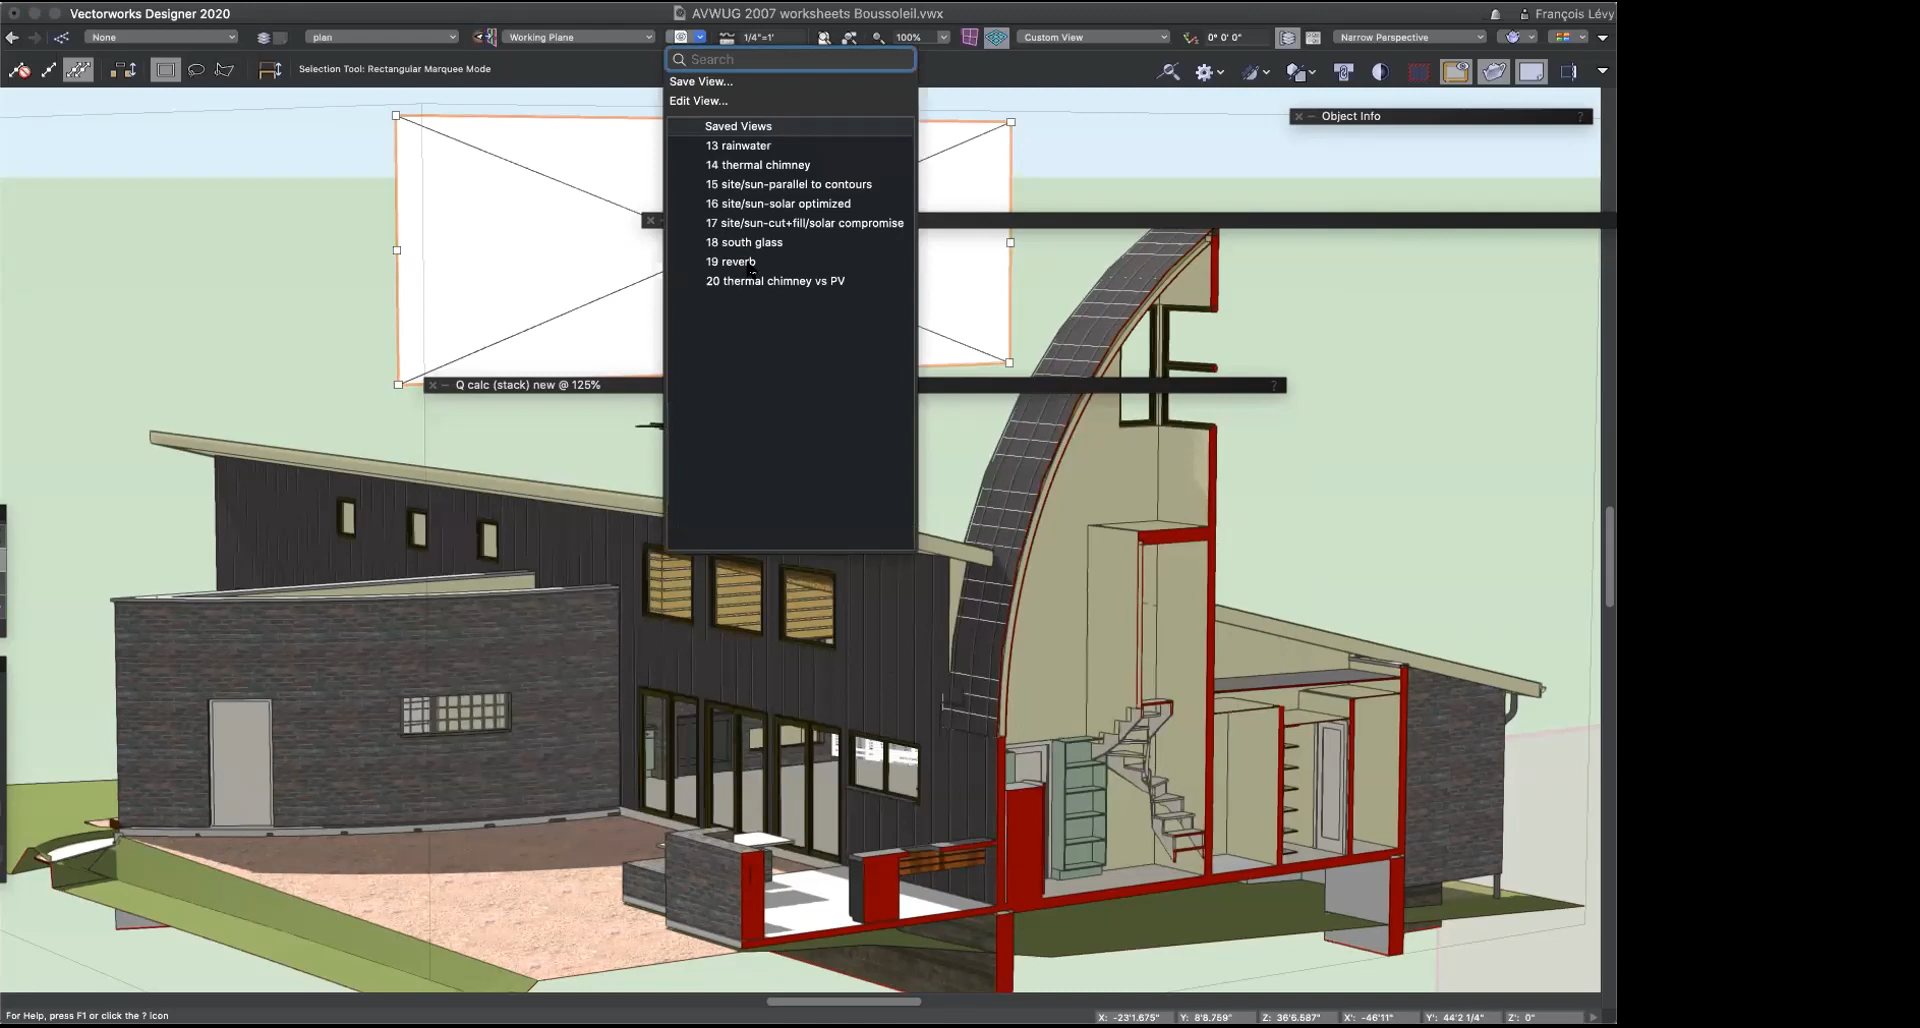 Vectorworks Designer 2020
AVWUG 2007 worksheets Boussoleil.vwx
François Lévy
None
plan
Working Plane
1/4"=1'
100%
Custom View
0° 0' 0"
Narrow Perspective
Selection Tool: Rectangular Marquee Mode
Search
Save View...
Edit View...
Saved Views
13 rainwater
14 thermal chimney
15 site/sun-parallel to contours
16 site/sun-solar optimized
17 site/sun-cut+fill/solar compromise
18 south glass
19 reverb
20 thermal chimney vs PV
Object Info
?
Q calc (stack) new @ 125%
?
For Help, press F1 or click the ? icon
X: -23'1.675"
Y: 8'8.759"
Z: 36'6.587"
X': -46'11"
Y': 44'2 1/4"
Z': 0"